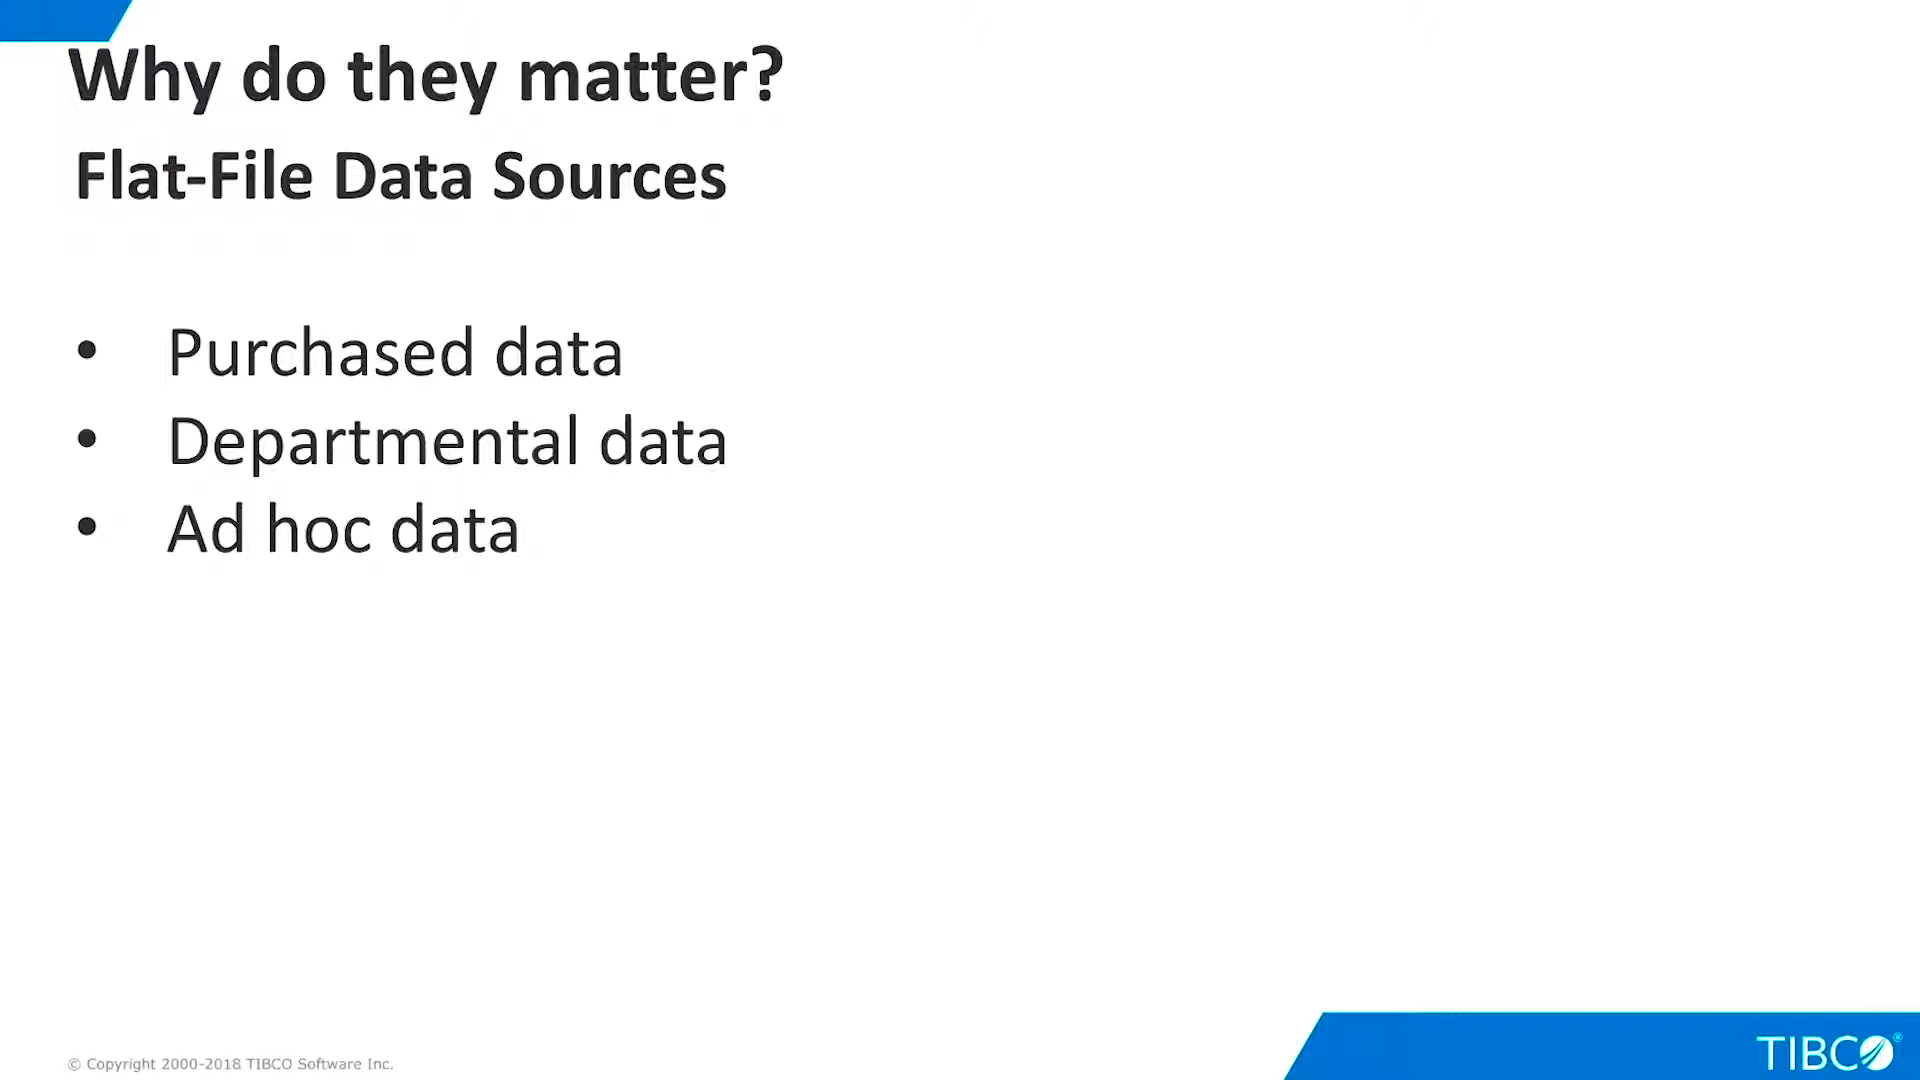 Why do they matter?
Flat-File Data Sources
• Purchased data
• Departmental data
• Ad hoc data
© Copyright 2000-2018 TIBCO Software Inc.
TIBCO®